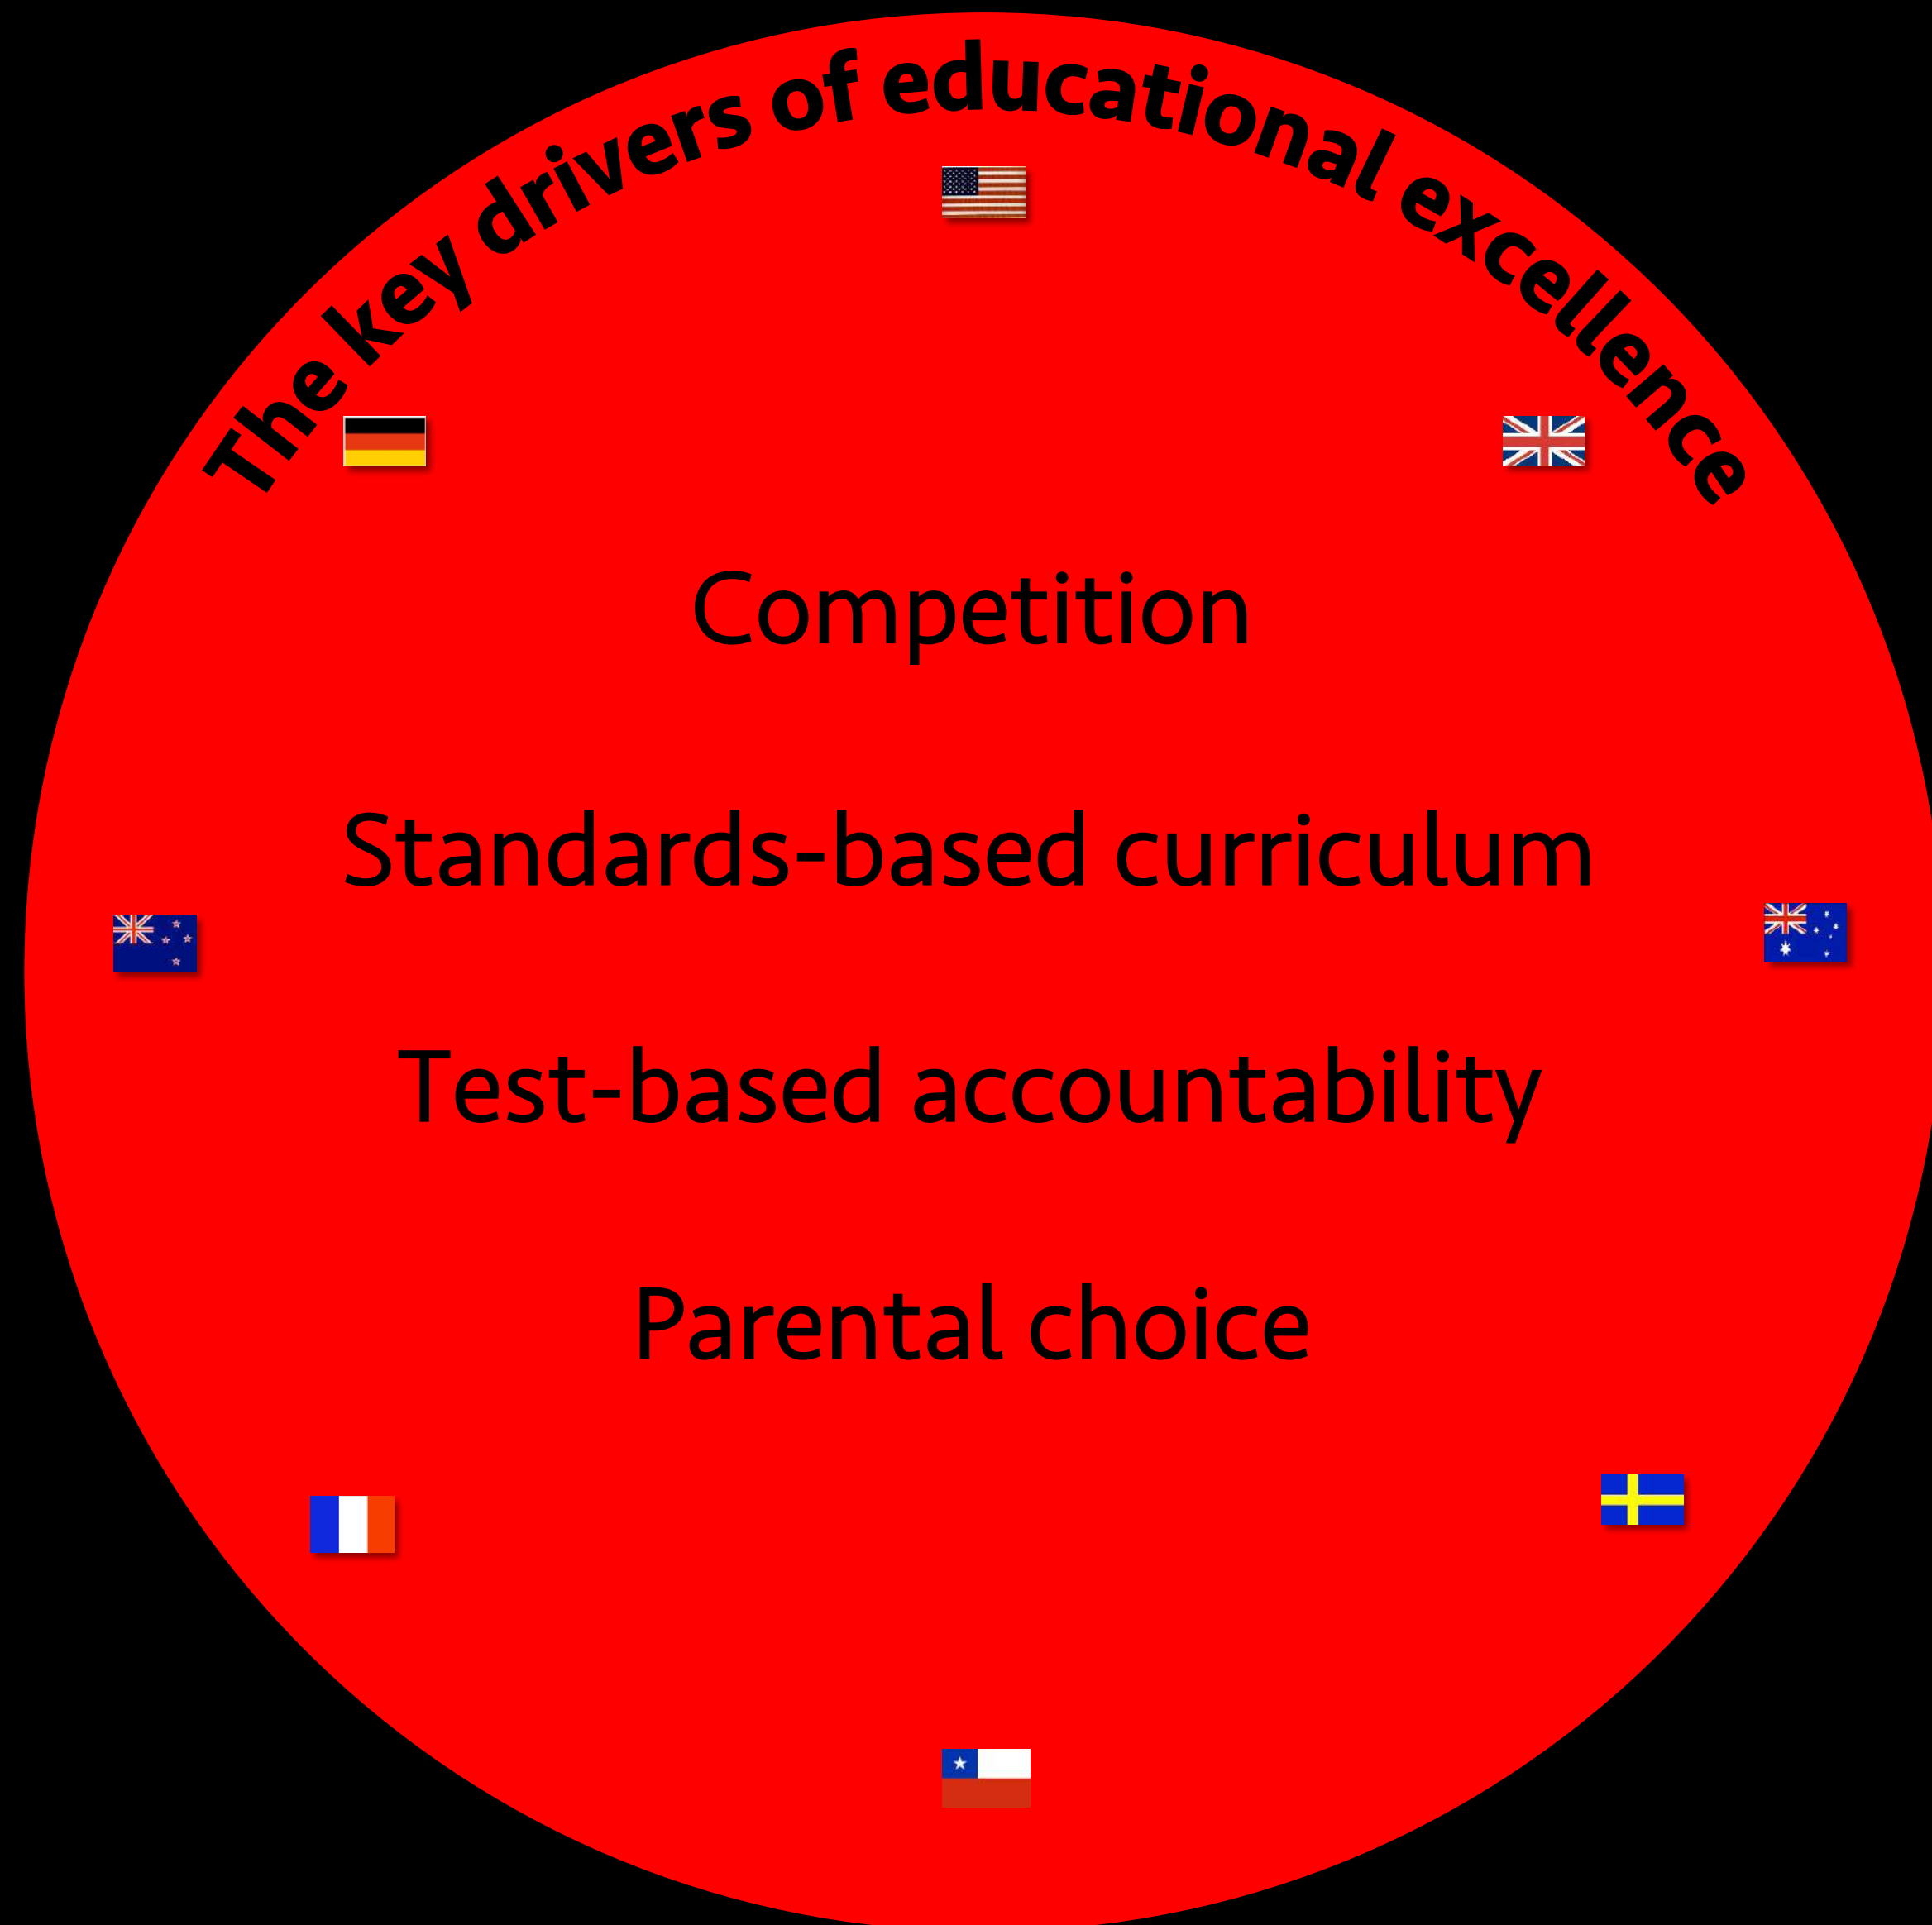 The key drivers of educational excellence
Competition
Standards-based curriculum
Test-based accountability
Parental choice